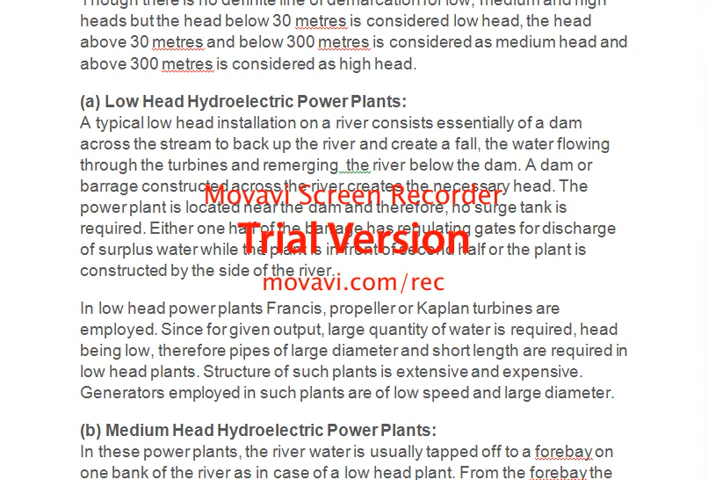 Though there is no definite line of demarcation for low, medium and high
heads but the head below 30 metres is considered low head, the head
above 30 metres and below 300 metres is considered as medium head and
above 300 metres is considered as high head.
(a) Low Head Hydroelectric Power Plants:
A typical low head installation on a river consists essentially of a dam
across the stream to back up the river and create a fall, the water flowing
through the turbines and remerging the river below the dam. A dam or
barrage constructed across the river creates the necessary head. The
power plant is located near the dam and therefore, no surge tank is
required. Either one half of the barrage has regulating gates for discharge
of surplus water while the plant is in front of second half or the plant is
constructed by the side of the river.
Movavi Screen Recorder
Trial Version
movavi.com/rec
In low head power plants Francis, propeller or Kaplan turbines are
employed. Since for given output, large quantity of water is required, head
being low, therefore pipes of large diameter and short length are required in
low head plants. Structure of such plants is extensive and expensive.
Generators employed in such plants are of low speed and large diameter.
(b) Medium Head Hydroelectric Power Plants:
In these power plants, the river water is usually tapped off to a forebay on
one bank of the river as in case of a low head plant. From the forebay the